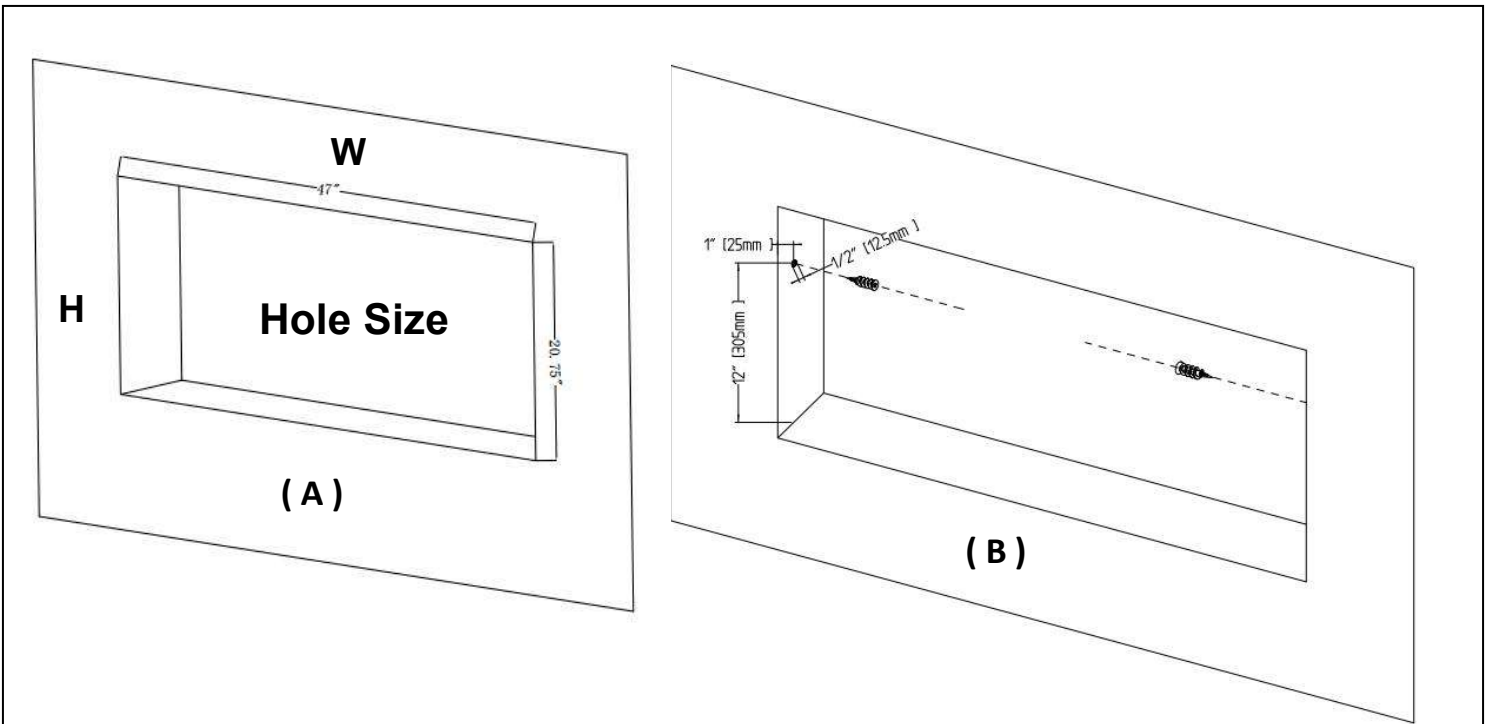 W
47"
H
Hole Size
20.75"
( A )
1" [25mm ]
1/2" [12.5mm ]
12" [305mm ]
( B )